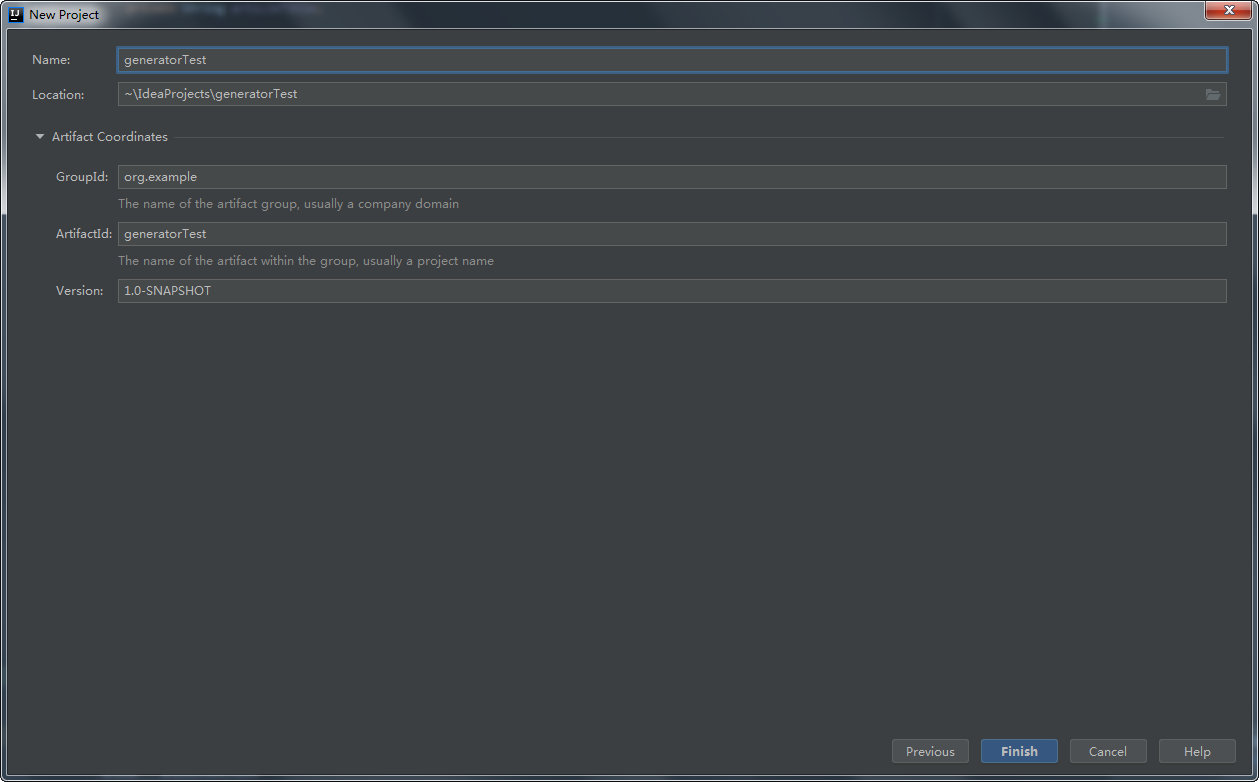 New Project
Name: generatorTest
Location: ~\IdeaProjects\generatorTest
Artifact Coordinates
GroupId: org.example
The name of the artifact group, usually a company domain
ArtifactId: generatorTest
The name of the artifact within the group, usually a project name
Version: 1.0-SNAPSHOT
Previous Finish Cancel Help